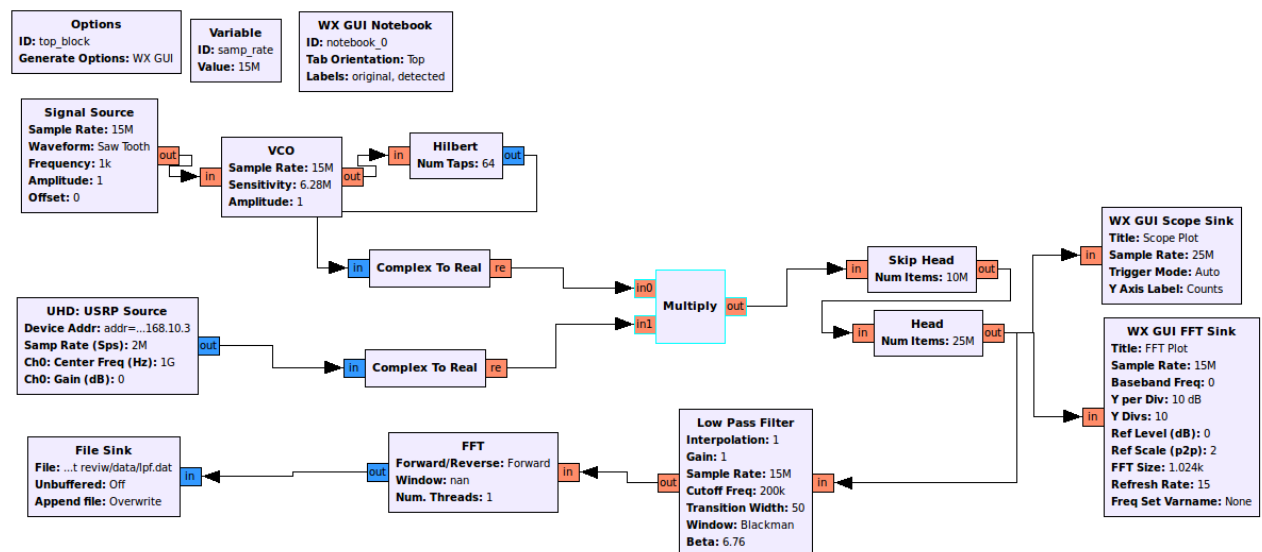 Options
ID: top_block
Generate Options: WX GUI
Variable
ID: samp_rate
Value: 15M
WX GUI Notebook
ID: notebook_0
Tab Orientation: Top
Labels: original, detected
Signal Source
Sample Rate: 15M
Waveform: Saw Tooth
Frequency: 1k
Amplitude: 1
Offset: 0
out
in
VCO
Sample Rate: 15M
Sensitivity: 6.28M
Amplitude: 1
out
in
Hilbert
Num Taps: 64
out
in
Complex To Real
re
UHD: USRP Source
Device Addr: addr=...168.10.3
Samp Rate (Sps): 2M
Ch0: Center Freq (Hz): 1G
Ch0: Gain (dB): 0
out
in
Complex To Real
re
in0
in1
Multiply
out
in
Skip Head
Num Items: 10M
out
in
Head
Num Items: 25M
out
in
WX GUI Scope Sink
Title: Scope Plot
Sample Rate: 25M
Trigger Mode: Auto
Y Axis Label: Counts
in
WX GUI FFT Sink
Title: FFT Plot
Sample Rate: 15M
Baseband Freq: 0
Y per Div: 10 dB
Y Divs: 10
Ref Level (dB): 0
Ref Scale (p2p): 2
FFT Size: 1.024k
Refresh Rate: 15
Freq Set Varname: None
File Sink
File: ...t reviw/data/lpf.dat
Unbuffered: Off
Append file: Overwrite
in
out
FFT
Forward/Reverse: Forward
Window: nan
Num. Threads: 1
in
out
Low Pass Filter
Interpolation: 1
Gain: 1
Sample Rate: 15M
Cutoff Freq: 200k
Transition Width: 50
Window: Blackman
Beta: 6.76
in